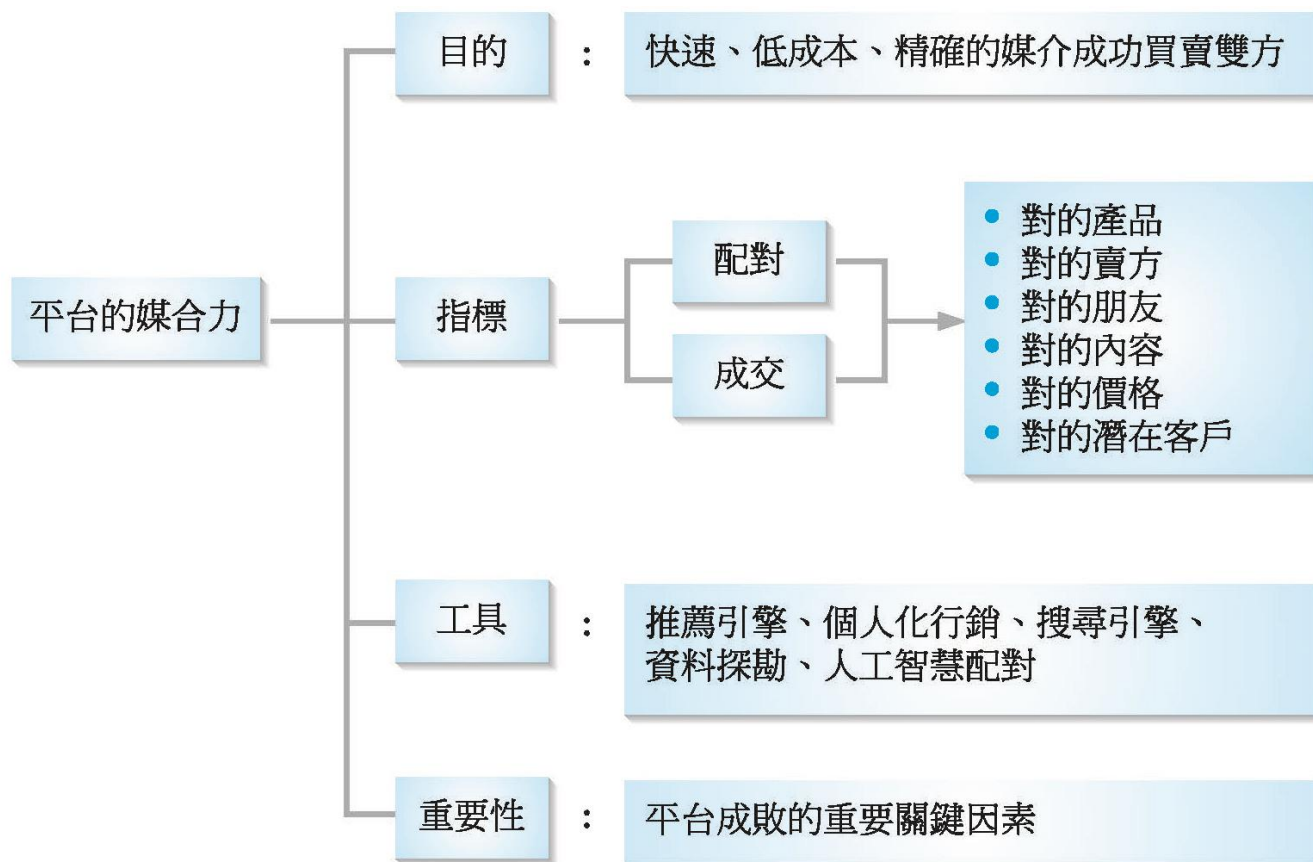 目的 : 快速、低成本、精確的媒介成功買賣雙方
平台的媒合力
指標
配對
成交
• 對的產品
• 對的賣方
• 對的朋友
• 對的內容
• 對的價格
• 對的潛在客戶
工具 : 推薦引擎、個人化行銷、搜尋引擎、
資料探勘、人工智慧配對
重要性 : 平台成敗的重要關鍵因素